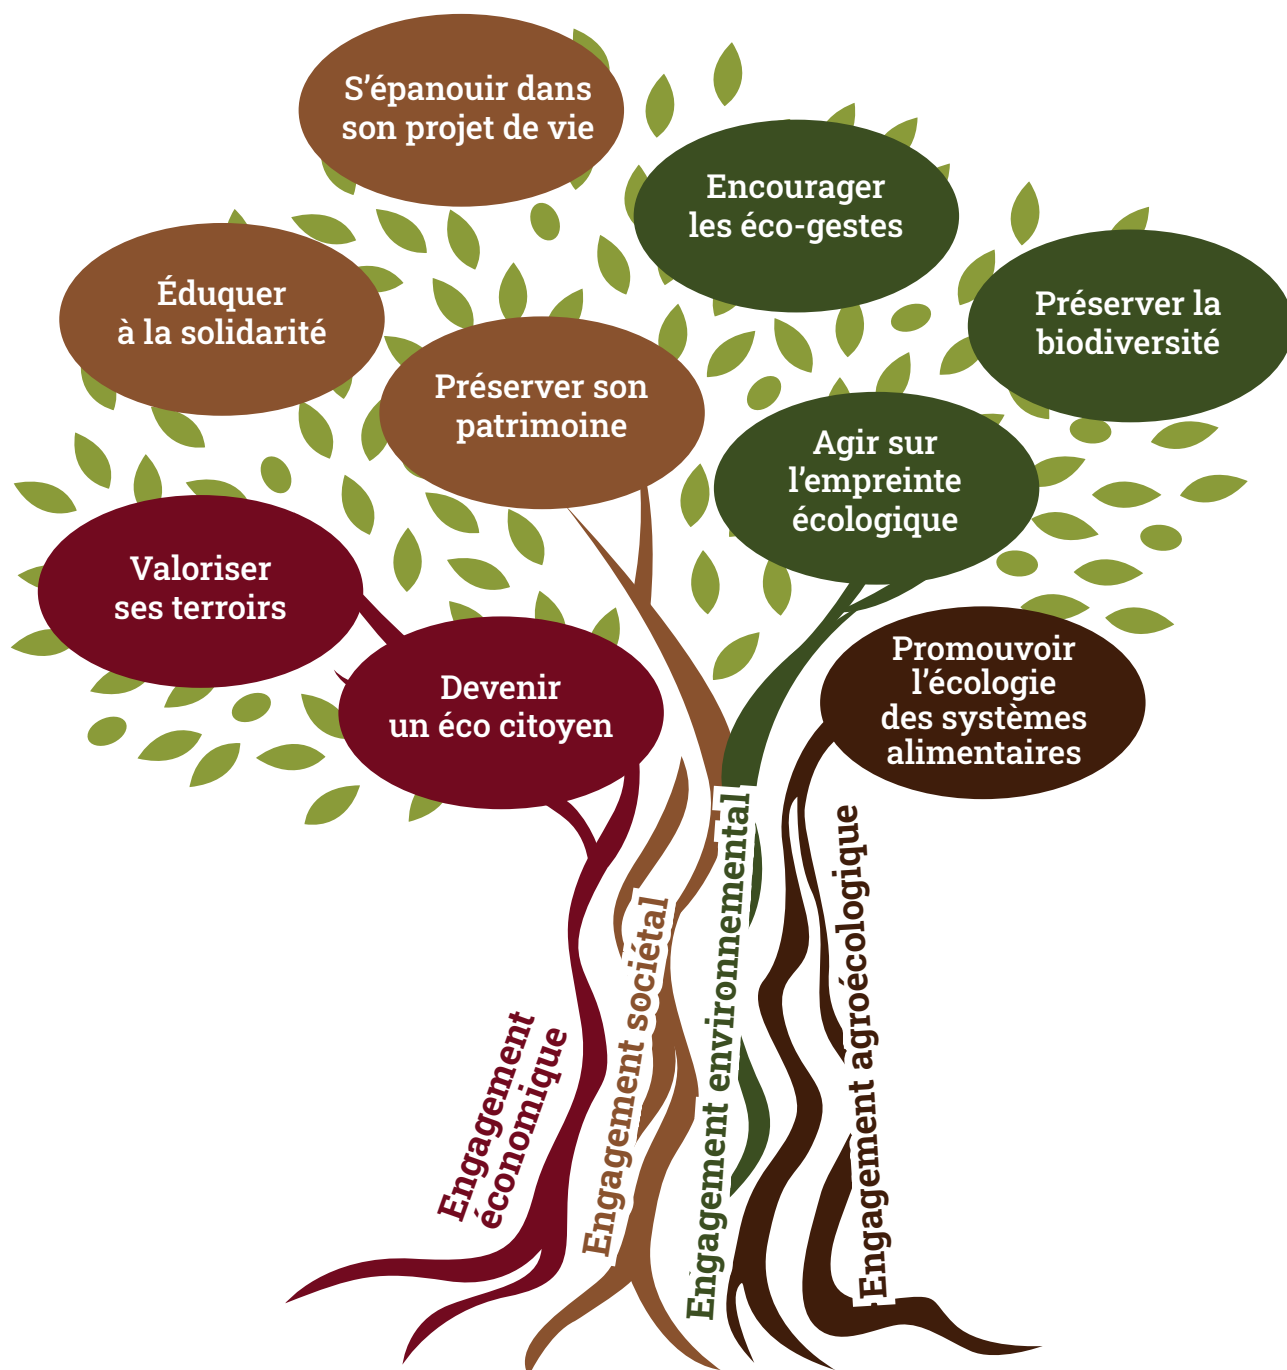 S'épanouir dans
son projet de vie
Encourager
les éco-gestes
Éduquer
à la solidarité
Préserver la
biodiversité
Préserver son
patrimoine
Agir sur
l'empreinte
écologique
Valoriser
ses terroirs
Devenir
un éco citoyen
Promouvoir
l'écologie
des systèmes
alimentaires
Engagement
économique
Engagement sociétal
Engagement environnemental
Engagement agroécologique